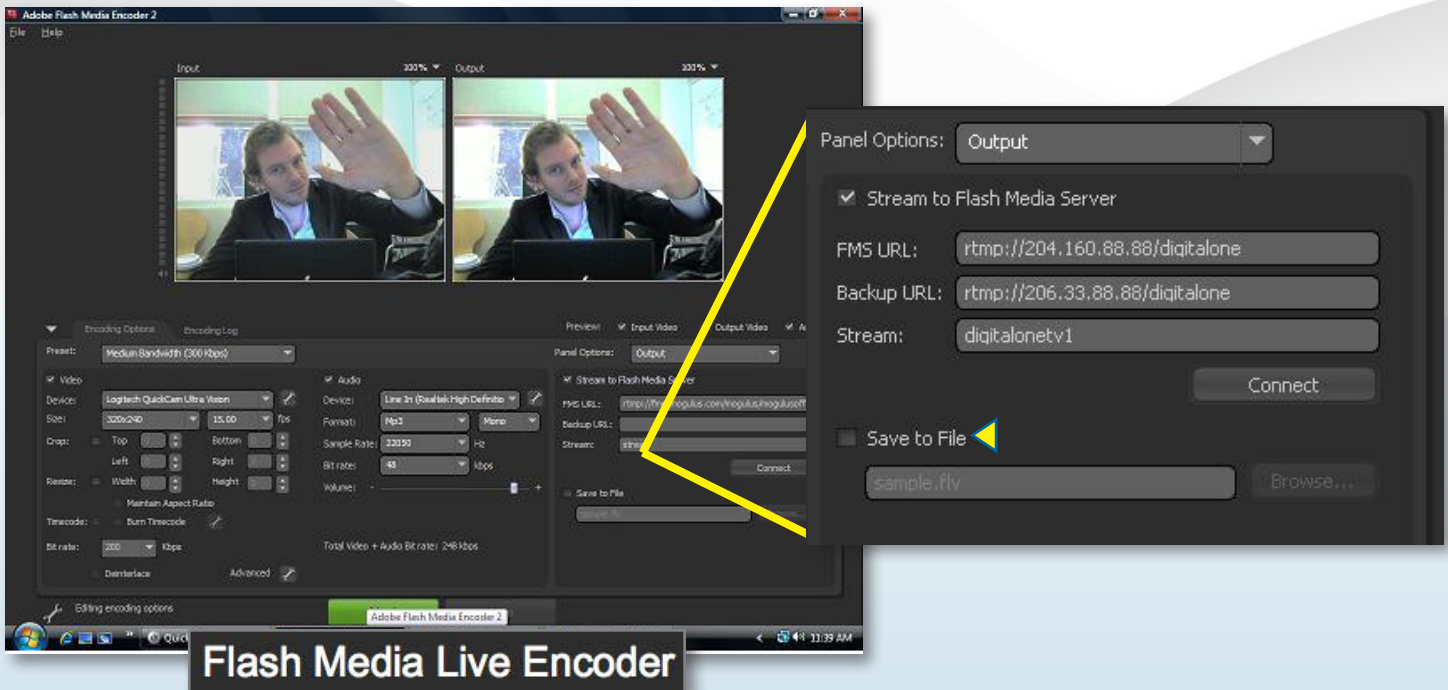 Adobe Flash Media Encoder 2
File Help
Input 100% Output 100%
Encoding Options Encoding Log
Preview: Input Video Output Video
Preset: Medium Bandwidth (300 Kbps)
Panel Options: Output
Video
Device: Logitech QuickCam Ultra Vision
Size: 320x240 15.00 fps
Crop: Top Bottom
Left Right
Resize: Width Height
Maintain Aspect Ratio
Timecode: Burn Timecode
Bit rate: 200 Kbps
Deinterlace Advanced
Audio
Device: Line In (Realtek High Definitio
Format: Mp3 Mono
Sample Rate: 22050 Hz
Bit rate: 48 kbps
Volume: - +
Total Video + Audio Bit rate: 248 kbps
Stream to Flash Media Server
FMS URL:
Backup URL:
Stream:
Connect
Save to File
sample.flv
Editing encoding options
Adobe Flash Media Encoder 2
11:39 AM
Panel Options: Output
Stream to Flash Media Server
FMS URL: rtmp://204.160.88.88/digitalone
Backup URL: rtmp://206.33.88.88/digitalone
Stream: digitalonetv1
Connect
Save to File
sample.flv Browse...
Flash Media Live Encoder